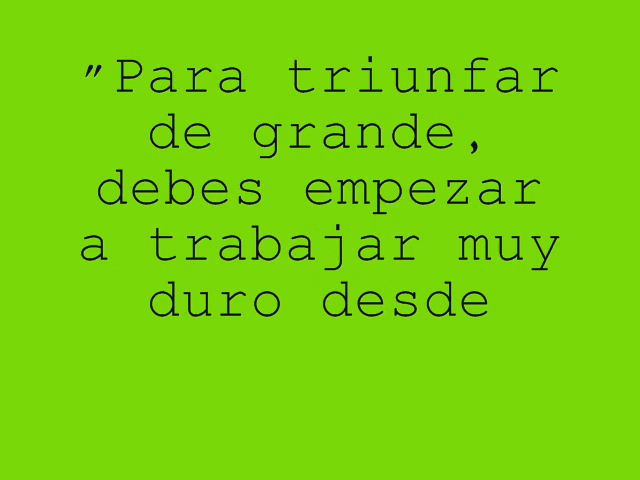 "Para triunfar
de grande,
debes empezar
a trabajar muy
duro desde